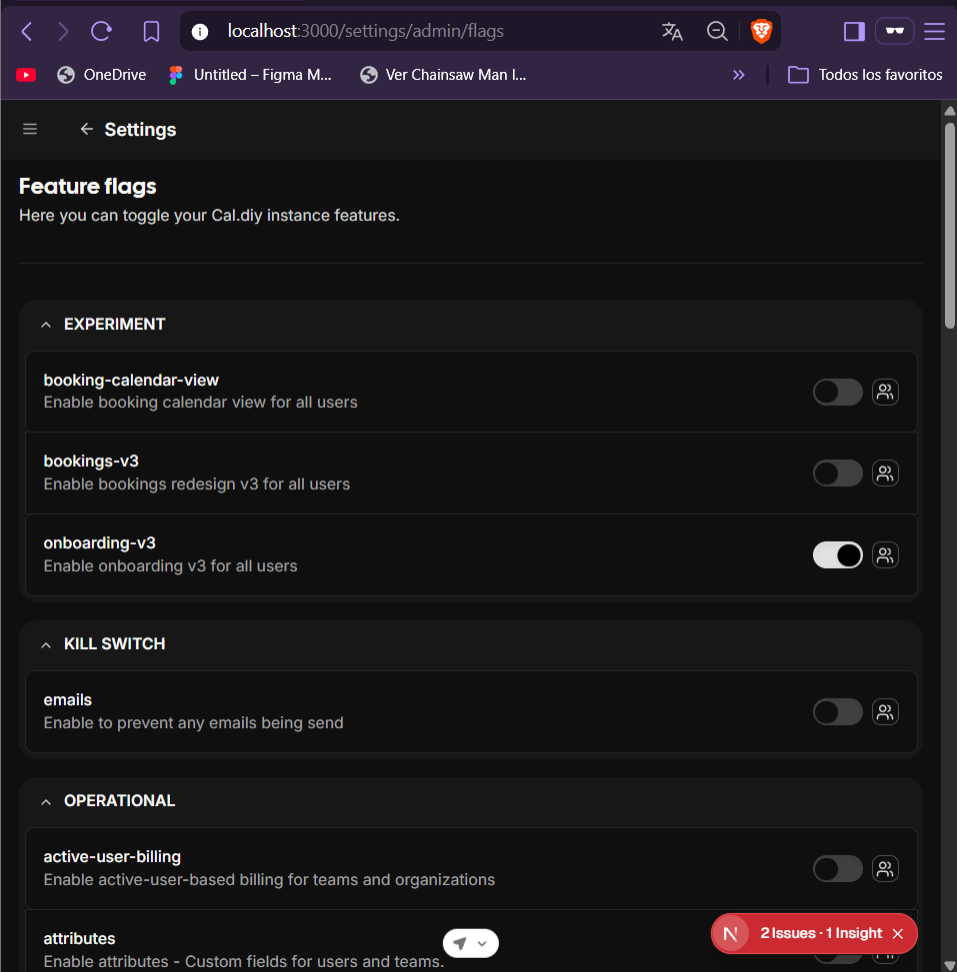 localhost:3000/settings/admin/flags
OneDrive
Untitled – Figma M...
Ver Chainsaw Man I...
»
Todos los favoritos
Settings
Feature flags
Here you can toggle your Cal.diy instance features.
EXPERIMENT
booking-calendar-view
Enable booking calendar view for all users
bookings-v3
Enable bookings redesign v3 for all users
onboarding-v3
Enable onboarding v3 for all users
KILL SWITCH
emails
Enable to prevent any emails being send
OPERATIONAL
active-user-billing
Enable active-user-based billing for teams and organizations
attributes
Enable attributes - Custom fields for users and teams.
N 2 Issues · 1 Insight